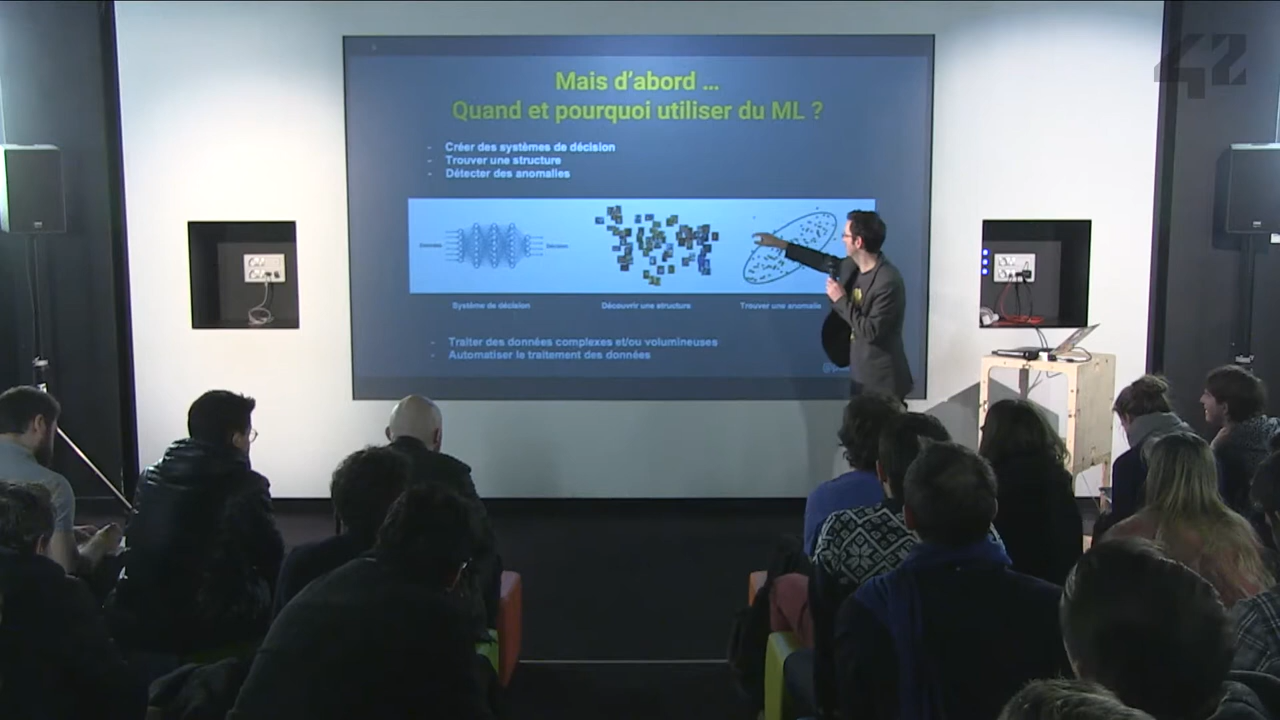 42
Mais d'abord ...
Quand et pourquoi utiliser du ML ?
- Créer des systèmes de décision
- Trouver une structure
- Détecter des anomalies
Données
Décision
Système de décision
Découvrir une structure
Trouver une anomalie
- Traiter des données complexes et/ou volumineuses
- Automatiser le traitement des données